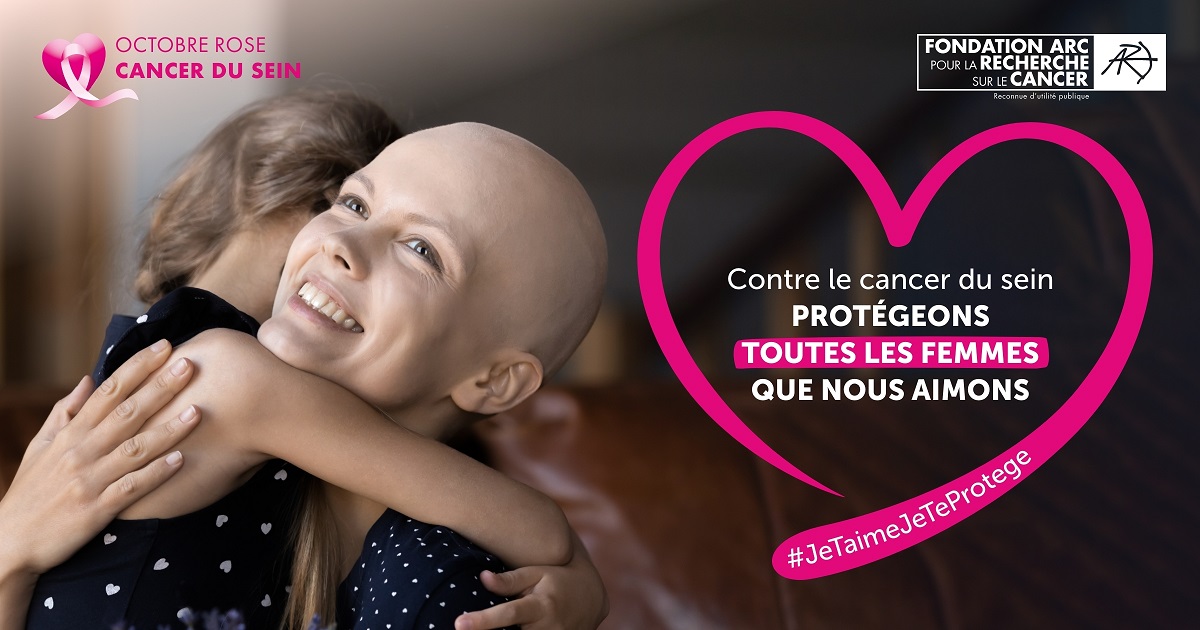 OCTOBRE ROSE
CANCER DU SEIN
FONDATION ARC
POUR LA RECHERCHE
SUR LE CANCER
ARC
Reconnue d'utilité publique
Contre le cancer du sein
PROTÉGEONS
TOUTES LES FEMMES
QUE NOUS AIMONS
#JeTaimeJeTeProtege